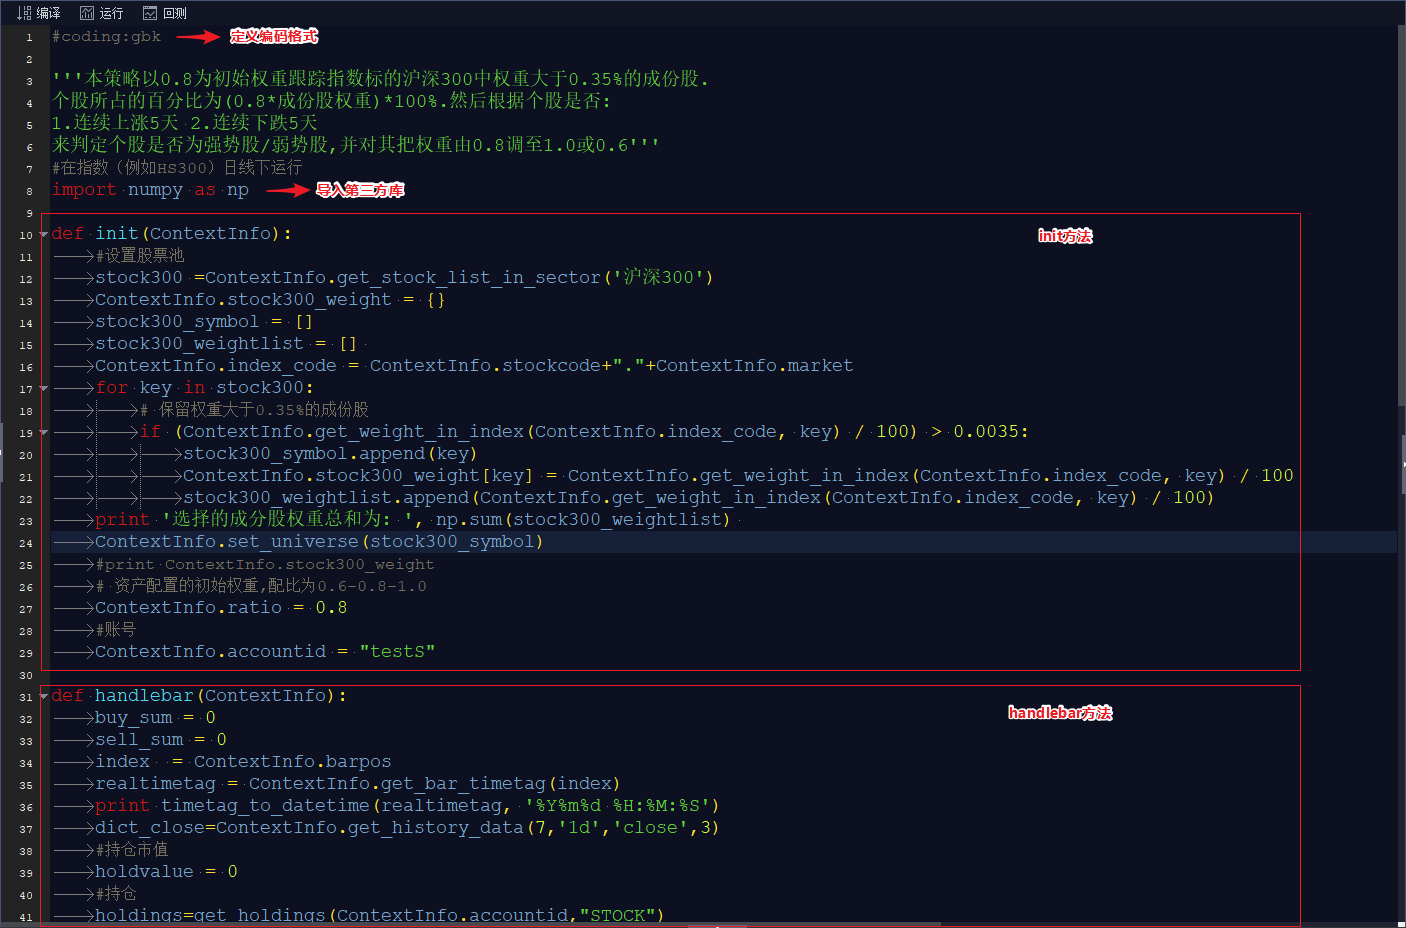 编译 运行 回测
1 #coding:gbk 定义编码格式
2
3 '''本策略以0.8为初始权重跟踪指数标的沪深300中权重大于0.35%的成份股.
4 个股所占的百分比为(0.8*成份股权重)*100%.然后根据个股是否:
5 1.连续上涨5天 2.连续下跌5天
6 来判定个股是否为强势股/弱势股,并对其把权重由0.8调至1.0或0.6'''
7 #在指数（例如HS300）日线下运行
8 import numpy as np 导入第三方库
9
10 def init(ContextInfo): init方法
11 #设置股票池
12 stock300 =ContextInfo.get_stock_list_in_sector('沪深300')
13 ContextInfo.stock300_weight = {}
14 stock300_symbol = []
15 stock300_weightlist = []
16 ContextInfo.index_code = ContextInfo.stockcode+"."+ContextInfo.market
17 for key in stock300:
18 # 保留权重大于0.35%的成份股
19 if (ContextInfo.get_weight_in_index(ContextInfo.index_code, key) / 100) > 0.0035:
20 stock300_symbol.append(key)
21 ContextInfo.stock300_weight[key] = ContextInfo.get_weight_in_index(ContextInfo.index_code, key) / 100
22 stock300_weightlist.append(ContextInfo.get_weight_in_index(ContextInfo.index_code, key) / 100)
23 print '选择的成分股权重总和为: ', np.sum(stock300_weightlist)
24 ContextInfo.set_universe(stock300_symbol)
25 #print ContextInfo.stock300_weight
26 # 资产配置的初始权重,配比为0.6-0.8-1.0
27 ContextInfo.ratio = 0.8
28 #账号
29 ContextInfo.accountid = "testS"
30
31 def handlebar(ContextInfo):
32 buy_sum = 0 handlebar方法
33 sell_sum = 0
34 index  = ContextInfo.barpos
35 realtimetag = ContextInfo.get_bar_timetag(index)
36 print timetag_to_datetime(realtimetag, '%Y%m%d %H:%M:%S')
37 dict_close=ContextInfo.get_history_data(7,'1d','close',3)
38 #持仓市值
39 holdvalue = 0
40 #持仓
41 holdings=get_holdings(ContextInfo.accountid,"STOCK")